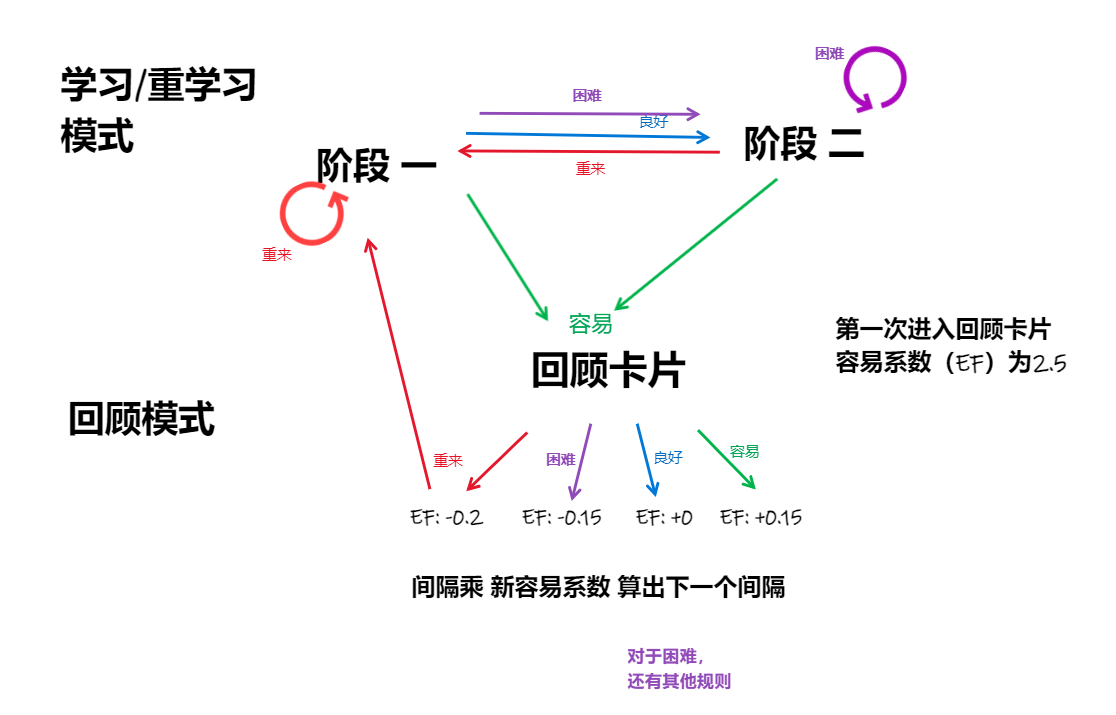 困难
学习/重学习
模式
困难
良好
阶段 二
阶段 一
重来
重来
容易
第一次进入回顾卡片
容易系数（EF）为2.5
回顾卡片
回顾模式
重来
困难
良好
容易
EF: -0.2
EF: -0.15
EF: +0
EF: +0.15
间隔乘 新容易系数 算出下一个间隔
对于困难，
还有其他规则